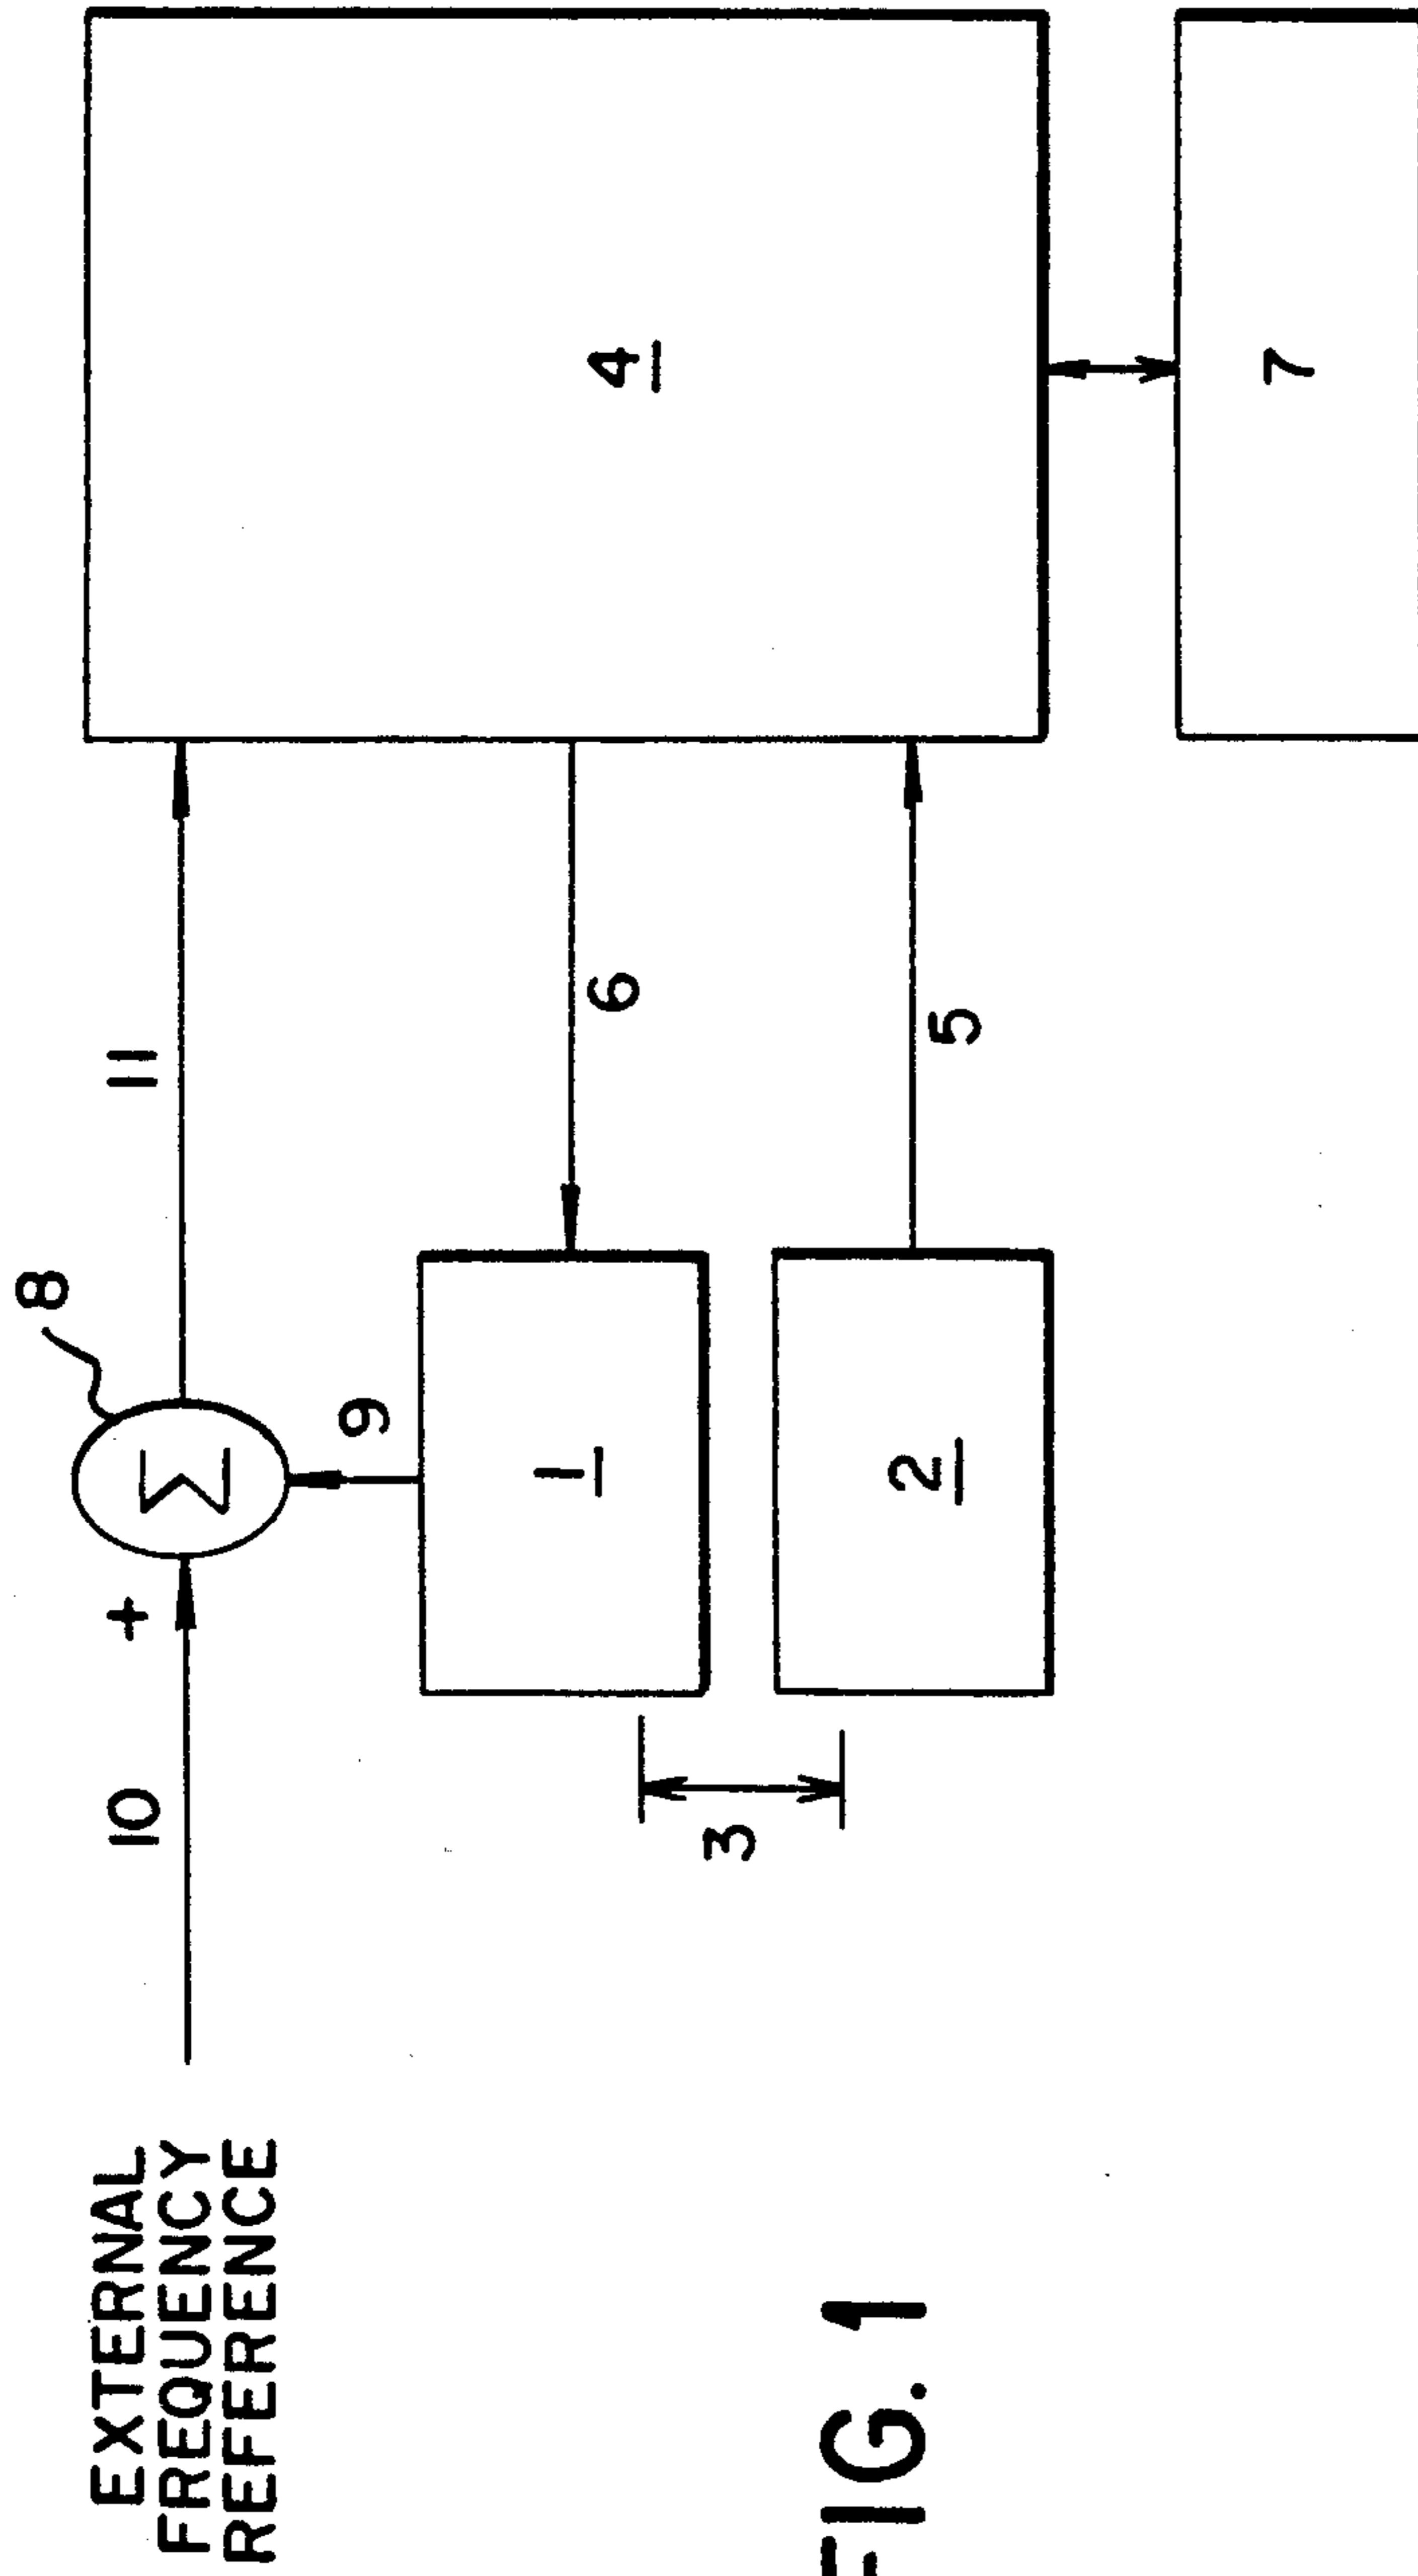 EXTERNAL
FREQUENCY
REFERENCE
10
+
Σ
8
11
9
1
6
4
3
2
5
7
FIG. 1